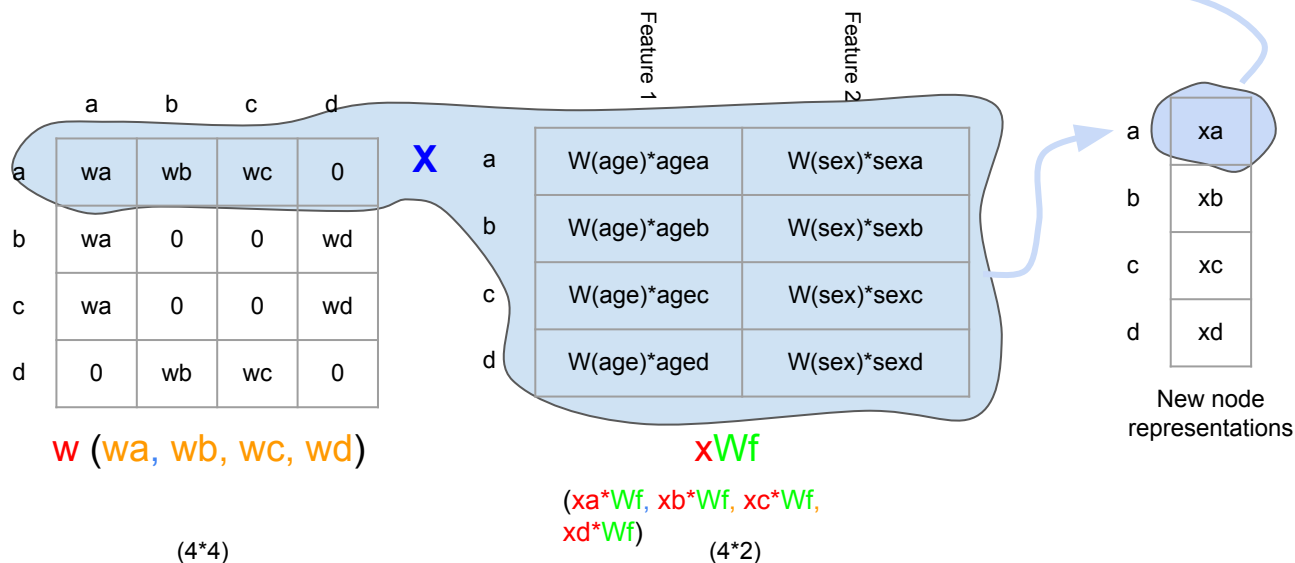 Feature 1
Feature 2
a b c d
a wa wb wc 0
b wa 0 0 wd
c wa 0 0 wd
d 0 wb wc 0
X
a W(age)*agea W(sex)*sexa
b W(age)*ageb W(sex)*sexb
c W(age)*agec W(sex)*sexc
d W(age)*aged W(sex)*sexd
a xa
b xb
c xc
d xd
New node
representations
w (wa, wb, wc, wd)
xWf
(xa*Wf, xb*Wf, xc*Wf,
xd*Wf)
(4*4)
(4*2)